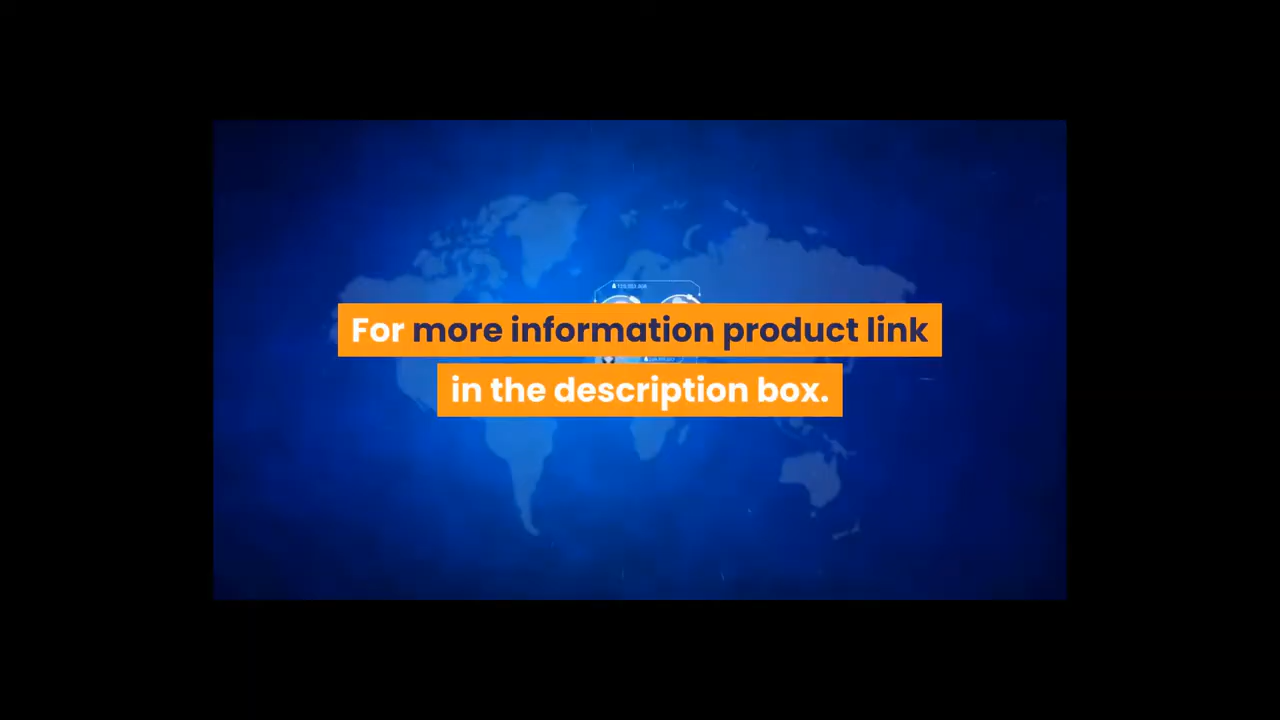 For more information product link
in the description box.